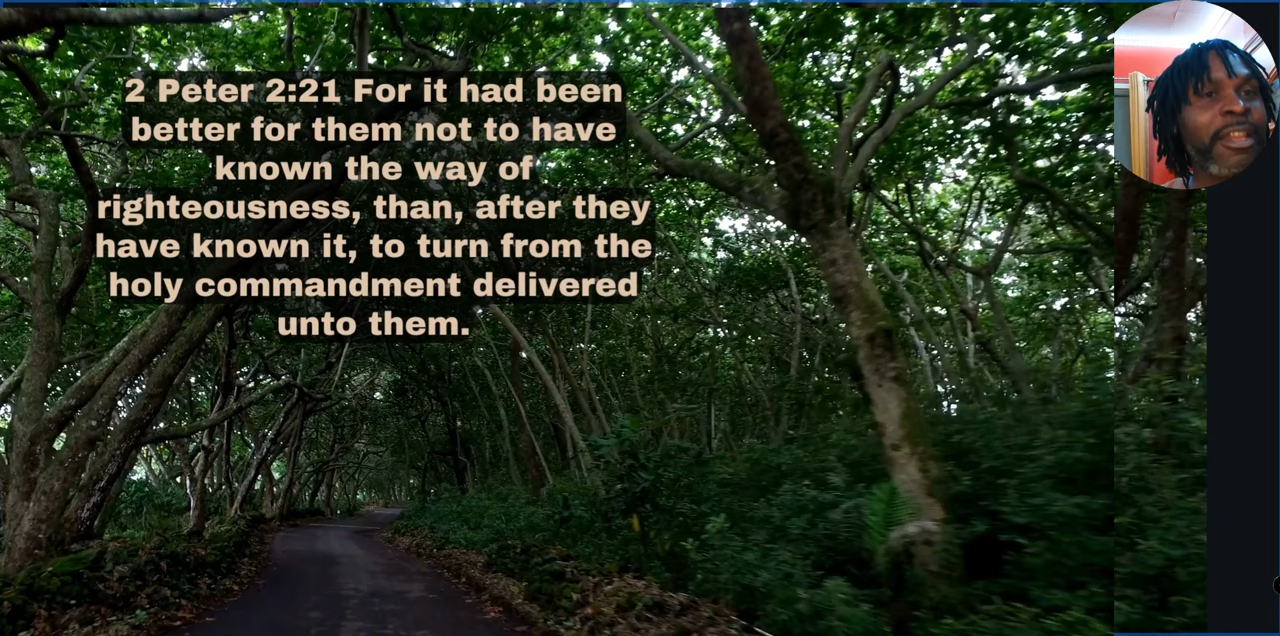 2 Peter 2:21 For it had been
better for them not to have
known the way of
righteousness, than, after they
have known it, to turn from the
holy commandment delivered
unto them.